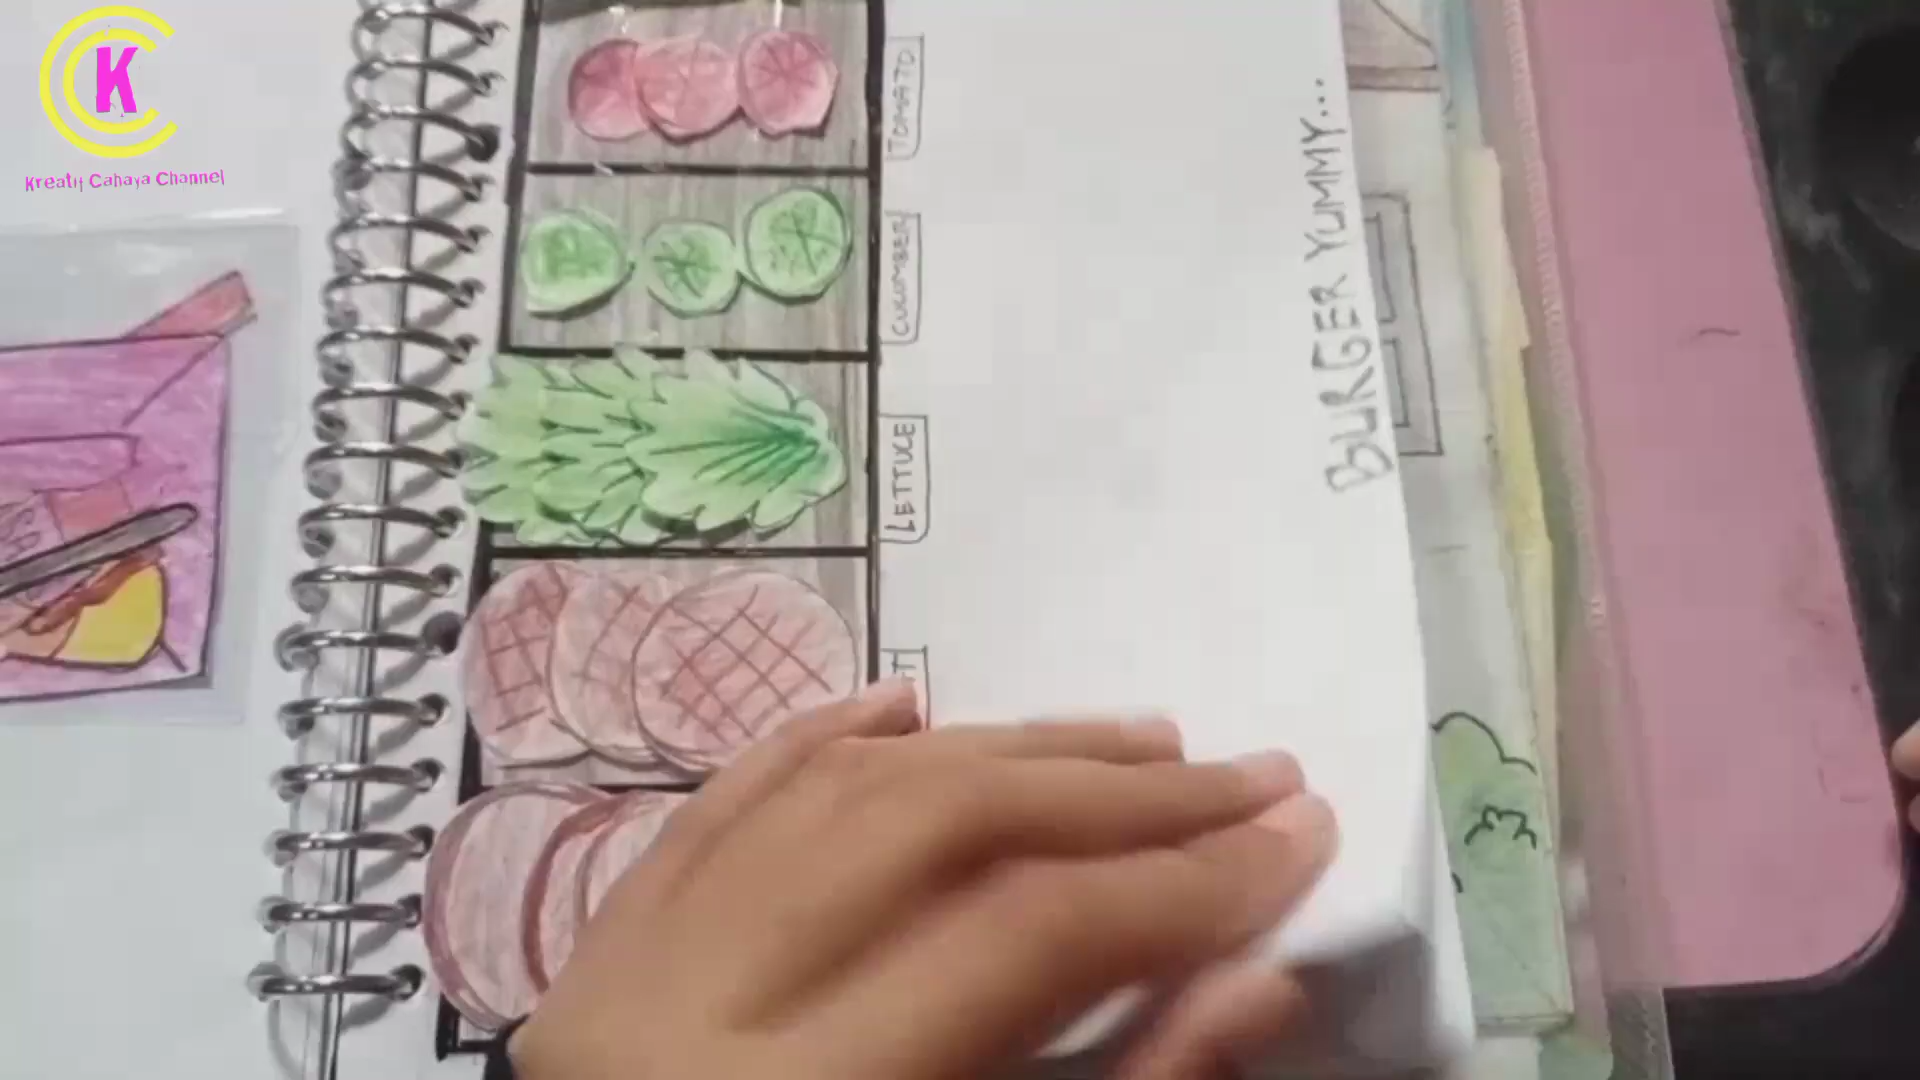 K
Kreatif Cahaya Channel
TOMATO
CUCUMBER
LETTUCE
BURGER YUMMY...